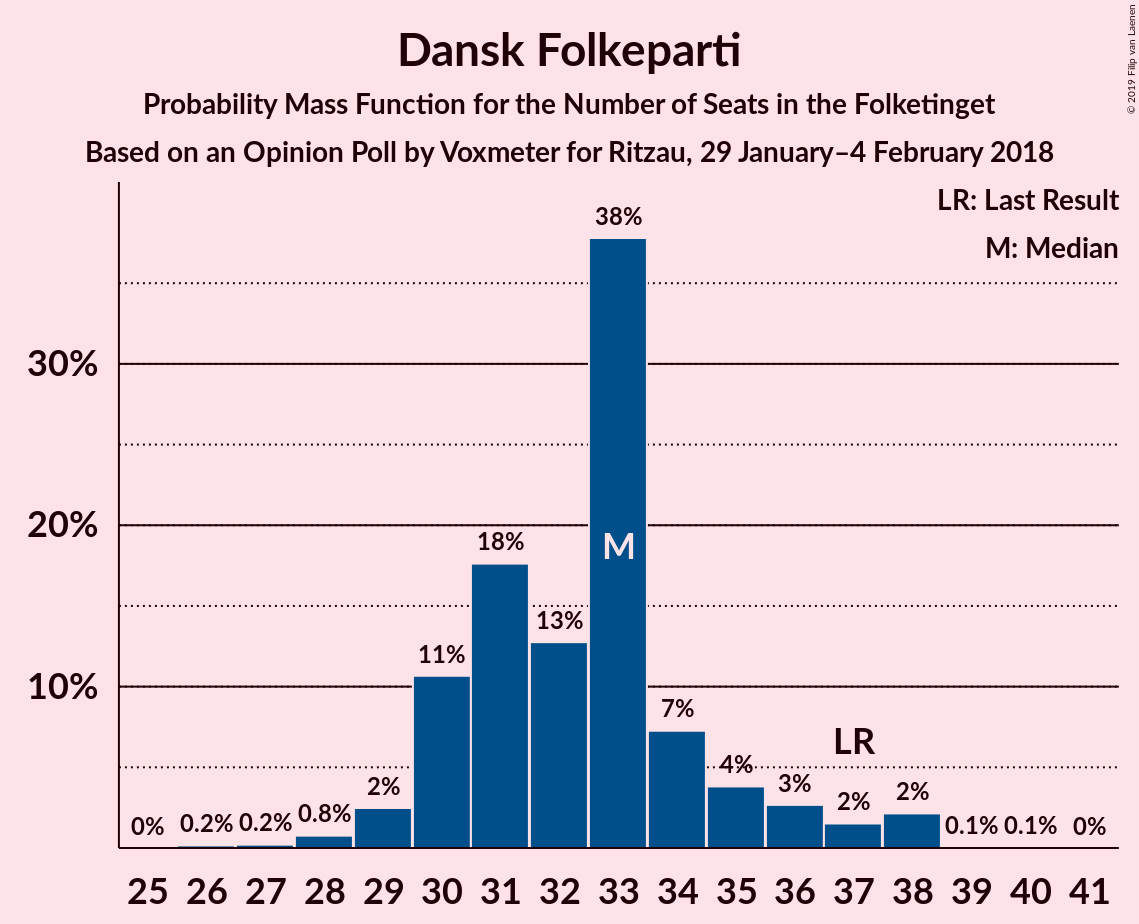 Dansk Folkeparti
Probability Mass Function for the Number of Seats in the Folketinget
Based on an Opinion Poll by Voxmeter for Ritzau, 29 January–4 February 2018
© 2019 Filip van Laenen
LR: Last Result
M: Median
30%
20%
10%
0%
0.2%
0.2%
0.8%
2%
11%
18%
13%
38%
M
7%
4%
3%
LR
2%
2%
0.1%
0.1%
0%
25 26 27 28 29 30 31 32 33 34 35 36 37 38 39 40 41